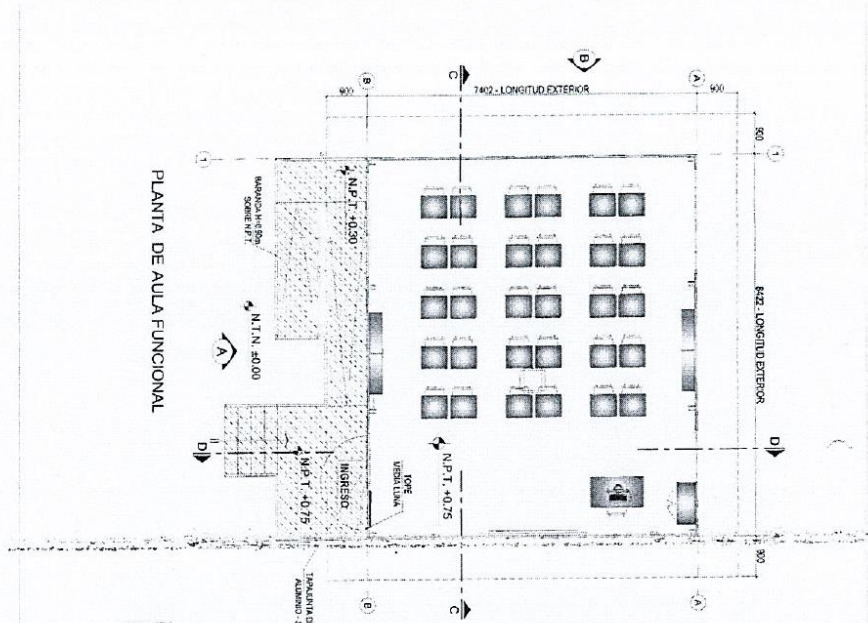 B
B
C
A
900
7402 - LONGITUD EXTERIOR
900
900
1
1
PLANTA DE AULA FUNCIONAL
BARANDA H=0.90m
SOBRE N.P.T.
N.P.T. +0.30
N.T.N. ±0.00
A
8422 - LONGITUD EXTERIOR
D
D
N.P.T. +0.75
INGRESO
TOPE
MEDIA LUNA
N.P.T. +0.75
900
ALUMINIO
B
C
A